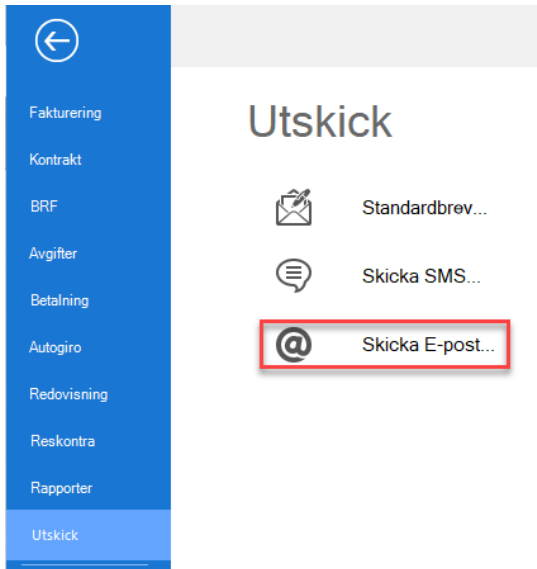 Fakturering
Kontrakt
BRF
Avgifter
Betalning
Autogiro
Redovisning
Reskontra
Rapporter
Utskick
Utskick
Standardbrev...
Skicka SMS...
Skicka E-post...